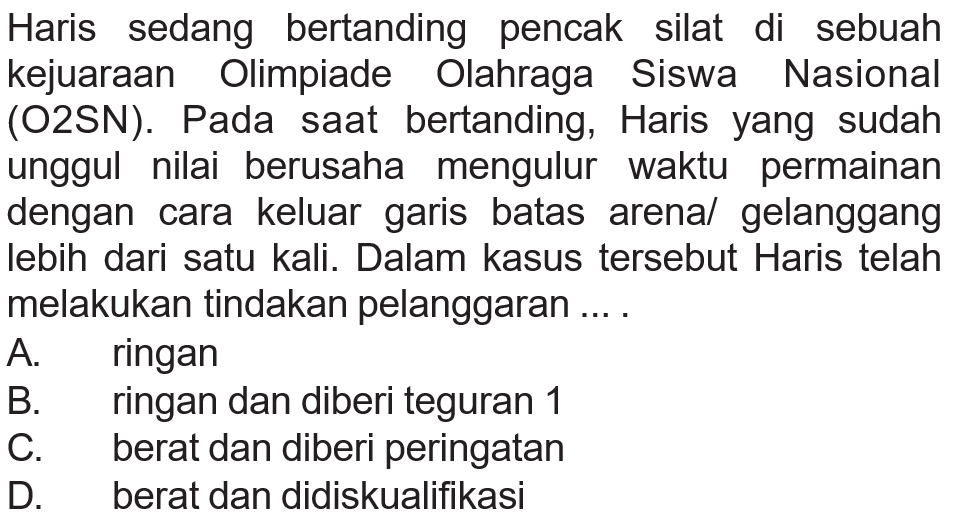 Haris sedang bertanding pencak silat di sebuah
kejuaraan Olimpiade Olahraga Siswa Nasional
(O2SN). Pada saat bertanding, Haris yang sudah
unggul nilai berusaha mengulur waktu permainan
dengan cara keluar garis batas arena/ gelanggang
lebih dari satu kali. Dalam kasus tersebut Haris telah
melakukan tindakan pelanggaran ... .
A. ringan
B. ringan dan diberi teguran 1
C. berat dan diberi peringatan
D. berat dan didiskualifikasi